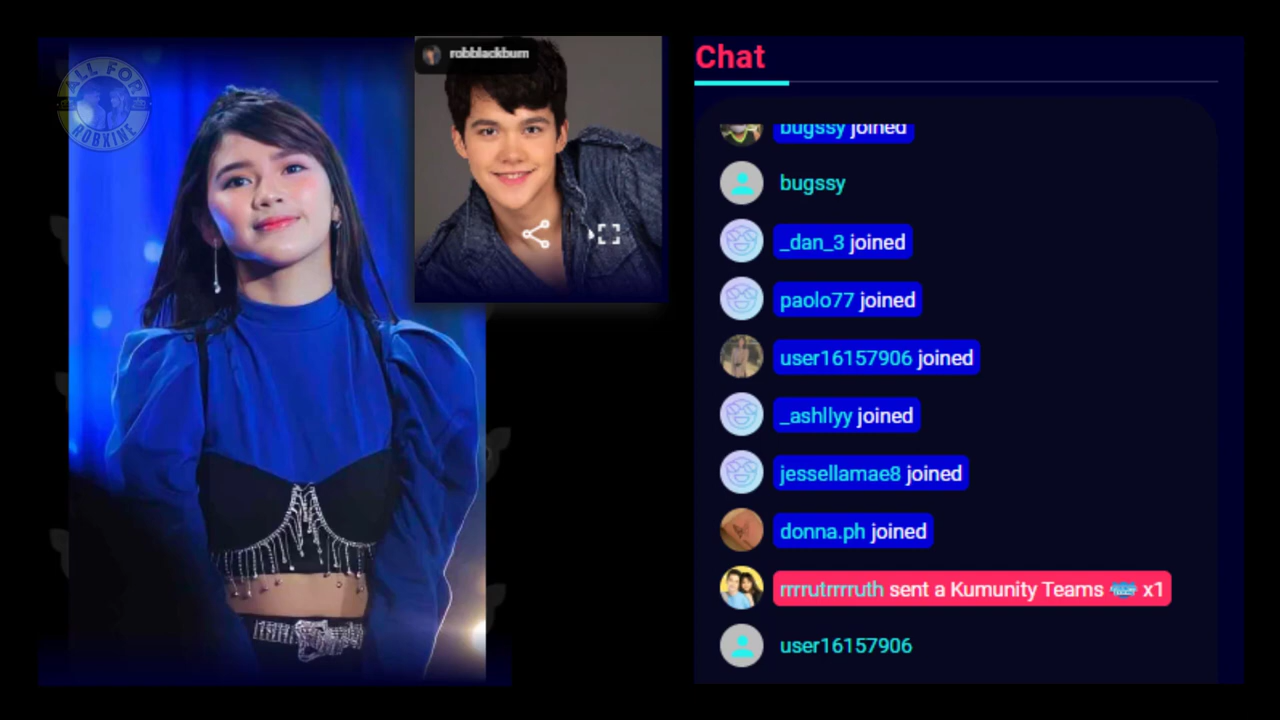 ALL FOR
ROBXINE
robblackburn
Chat
bugssy joined
bugssy
_dan_3 joined
paolo77 joined
user16157906 joined
_ashllyy joined
jessellamae8 joined
donna.ph joined
rrrrutrrrruth sent a Kumunity Teams x1
user16157906